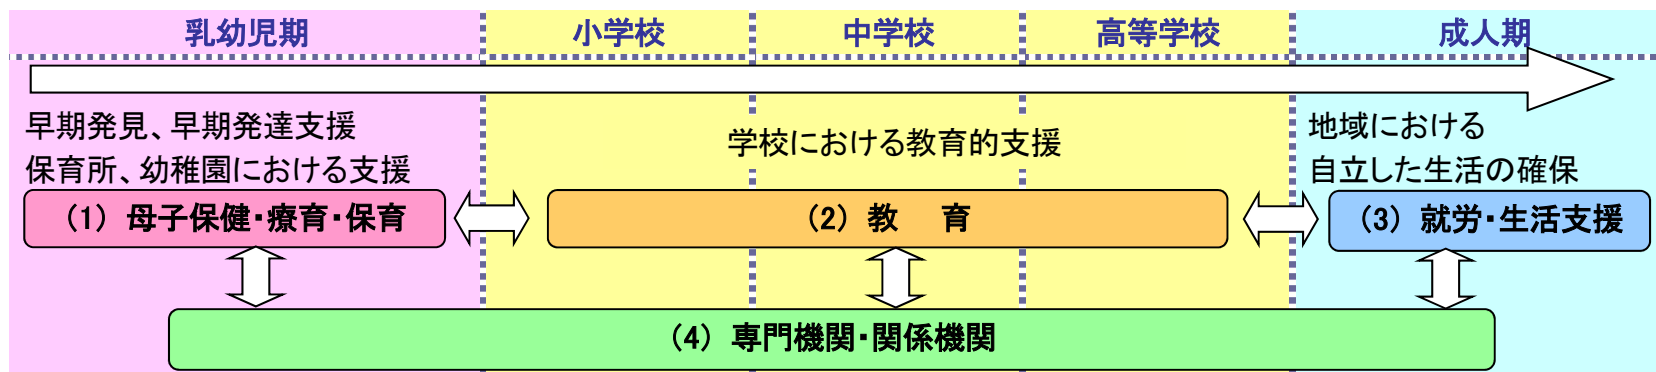 乳幼児期 小学校 中学校 高等学校 成人期
早期発見、早期発達支援
保育所、幼稚園における支援
学校における教育的支援
地域における
自立した生活の確保
(1) 母子保健・療育・保育
(2) 教　育
(3) 就労・生活支援
(4) 専門機関・関係機関